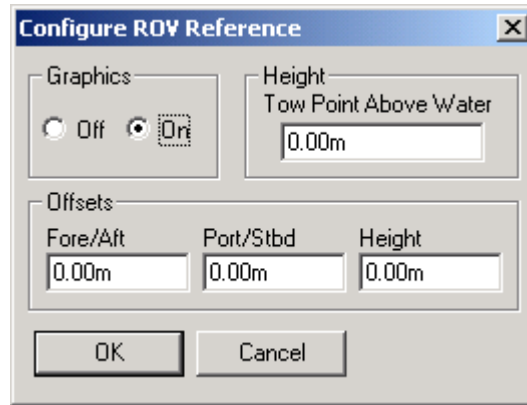 Configure ROV Reference
Graphics
Off On
Height
Tow Point Above Water
0.00m
Offsets
Fore/Aft Port/Stbd Height
0.00m 0.00m 0.00m
OK Cancel